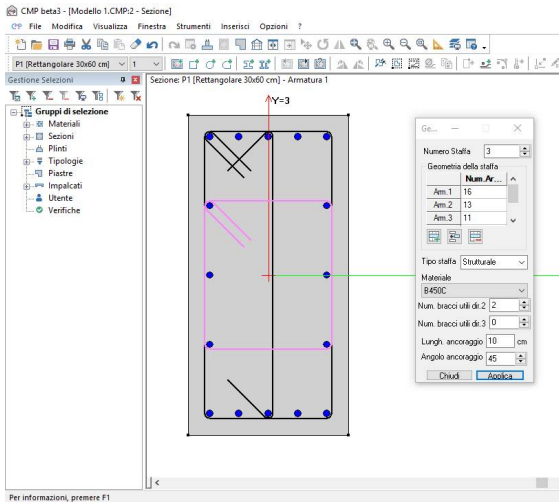 CMP beta3 - [Modello 1.CMP:2 - Sezione]
File Modifica Visualizza Finestra Strumenti Inserisci Opzioni ?
P1 [Rettangolare 30x60 cm] 1
Gestione Selezioni
Sezione: P1 [Rettangolare 30x60 cm] - Armatura 1
Gruppi di selezione
Materiali
Sezioni
Plinti
Tipologie
Piastre
Impalcati
Utente
Verifiche
Y=3
Ge...
Numero Staffa 3
Geometria della staffa
Num.Ar...
Arm.1 16
Arm.2 13
Arm.3 11
Tipo staffa Strutturale
Materiale
B450C
Num. bracci utili dir.2 2
Num. bracci utili dir.3 0
Lungh. ancoraggio 10 cm
Angolo ancoraggio 45
Chiudi Applica
Per informazioni, premere F1